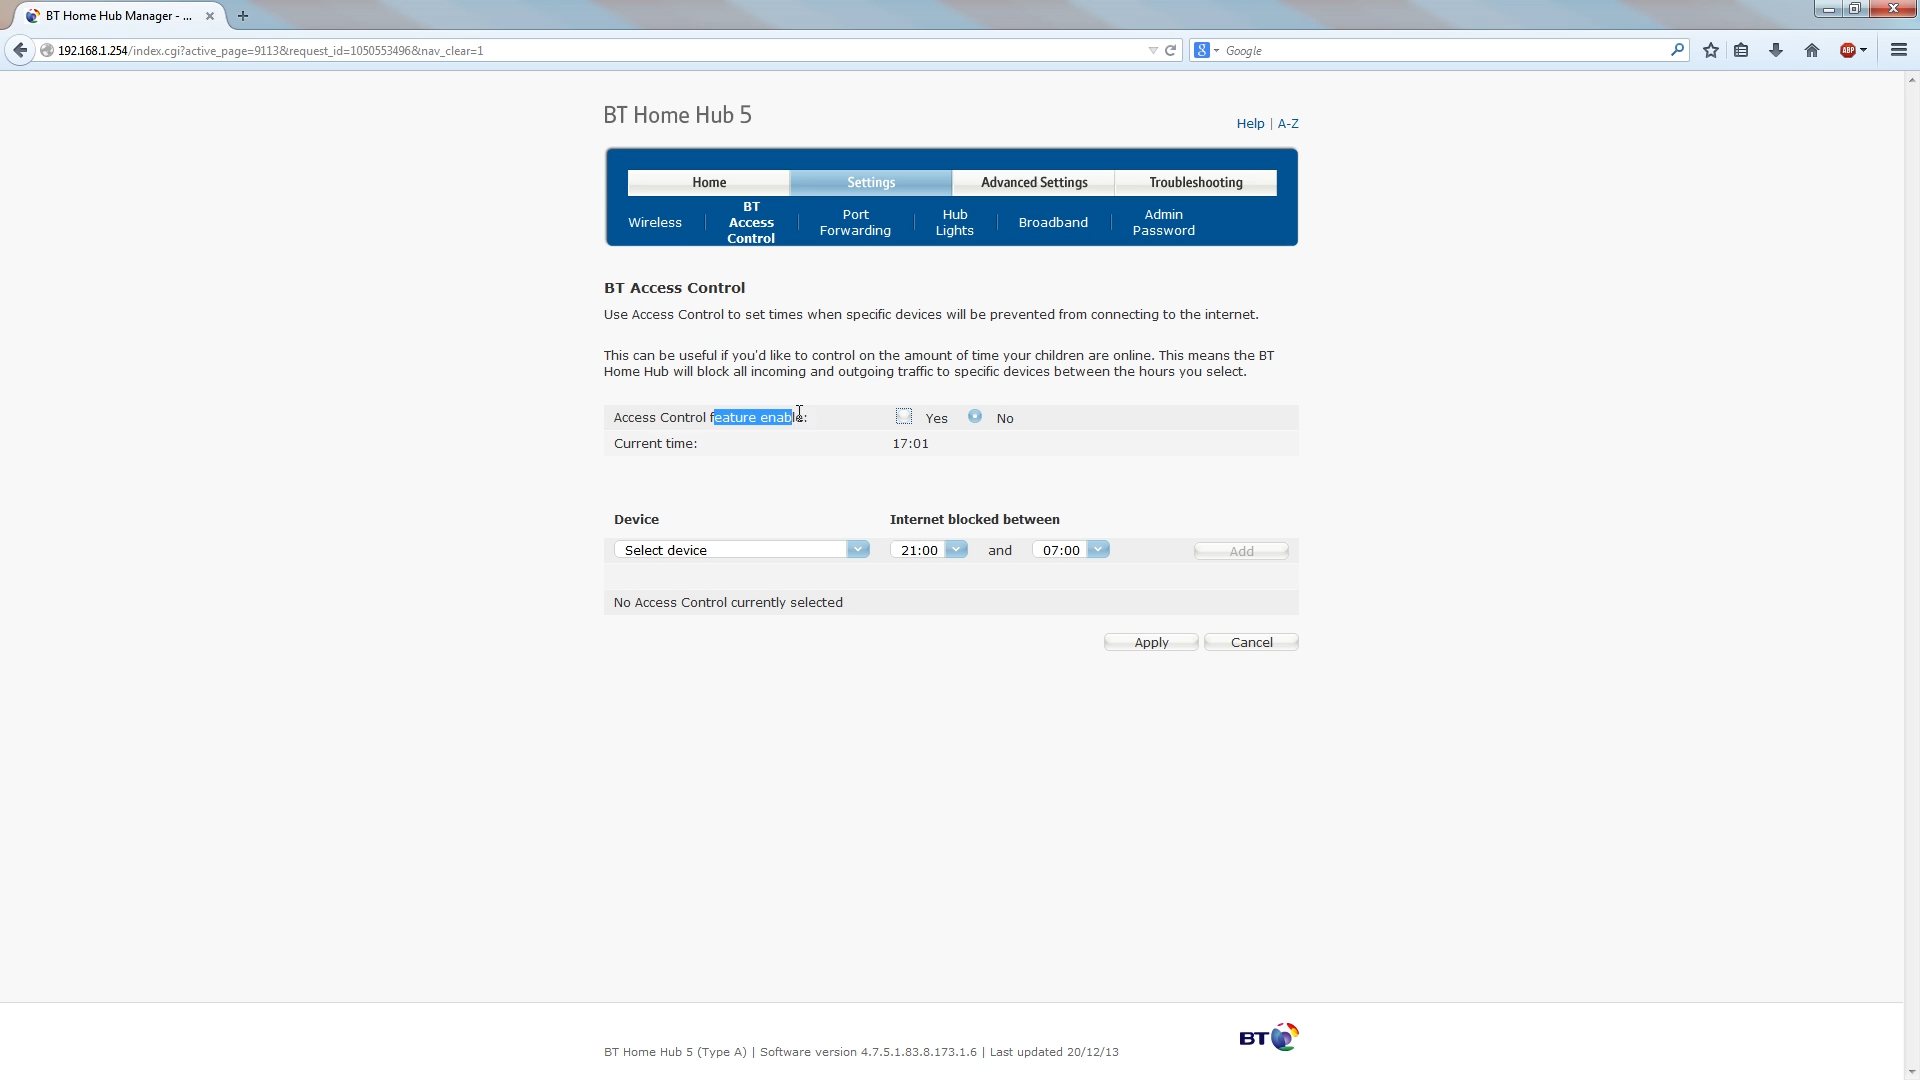 BT Home Hub Manager - ...
192.168.1.254/index.cgi?active_page=9113&request_id=1050553496&nav_clear=1
8
Google
ABP
BT Home Hub 5
Help | A-Z
Home Settings Advanced Settings Troubleshooting
Wireless | BT Access Control | Port Forwarding | Hub Lights | Broadband | Admin Password
BT Access Control
Use Access Control to set times when specific devices will be prevented from connecting to the internet.
This can be useful if you'd like to control on the amount of time your children are online. This means the BT
Home Hub will block all incoming and outgoing traffic to specific devices between the hours you select.
Access Control feature enable: Yes No
Current time: 17:01
Device Internet blocked between
Select device 21:00 and 07:00 Add
No Access Control currently selected
Apply Cancel
BT
BT Home Hub 5 (Type A) | Software version 4.7.5.1.83.8.173.1.6 | Last updated 20/12/13